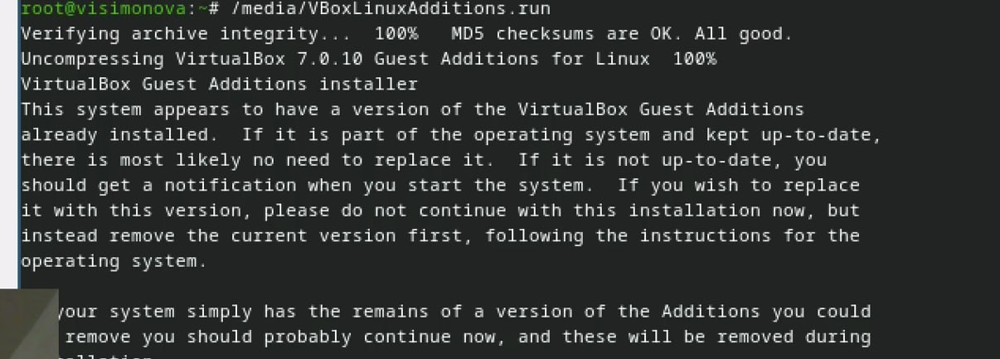 root@visimonova:~# /media/VBoxLinuxAdditions.run
Verifying archive integrity...  100%   MD5 checksums are OK. All good.
Uncompressing VirtualBox 7.0.10 Guest Additions for Linux  100%
VirtualBox Guest Additions installer
This system appears to have a version of the VirtualBox Guest Additions
already installed.  If it is part of the operating system and kept up-to-date,
there is most likely no need to replace it.  If it is not up-to-date, you
should get a notification when you start the system.  If you wish to replace
it with this version, please do not continue with this installation now, but
instead remove the current version first, following the instructions for the
operating system.
your system simply has the remains of a version of the Additions you could
remove you should probably continue now, and these will be removed during